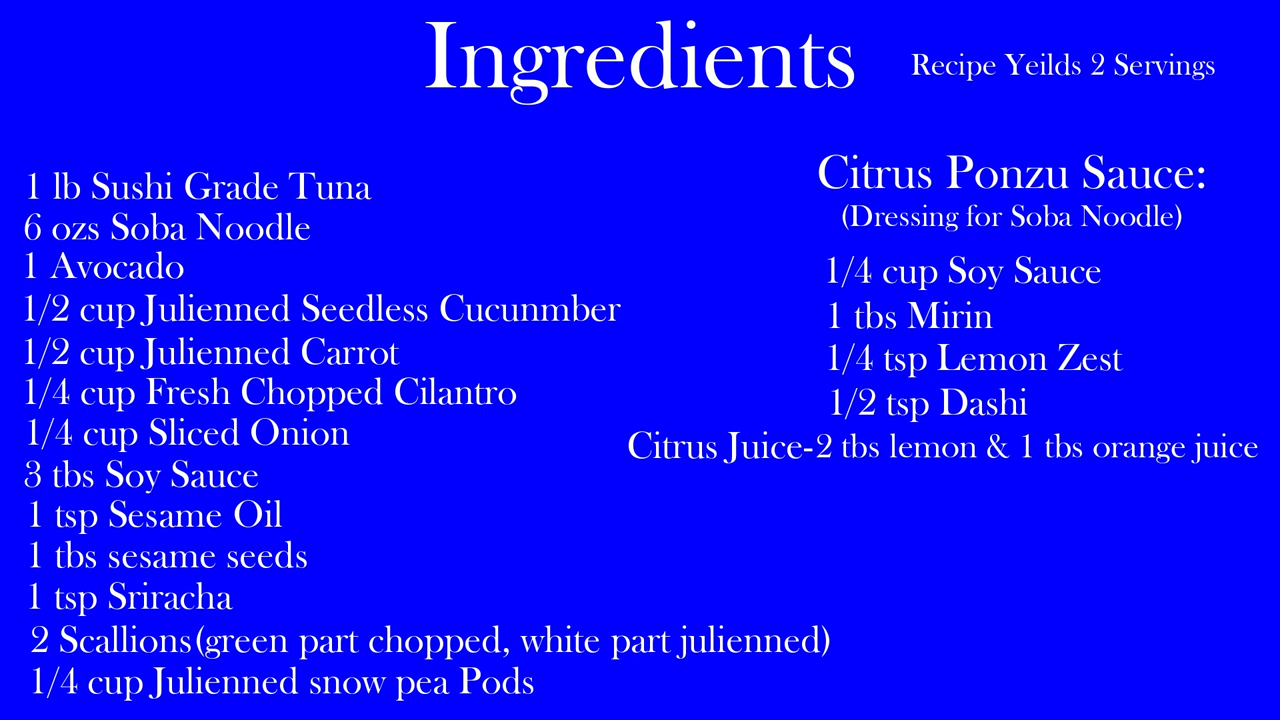 Ingredients
Recipe Yeilds 2 Servings
1 lb Sushi Grade Tuna
6 ozs Soba Noodle
1 Avocado
1/2 cup Julienned Seedless Cucunmber
1/2 cup Julienned Carrot
1/4 cup Fresh Chopped Cilantro
1/4 cup Sliced Onion
3 tbs Soy Sauce
1 tsp Sesame Oil
1 tbs sesame seeds
1 tsp Sriracha
2 Scallions(green part chopped, white part julienned)
1/4 cup Julienned snow pea Pods
Citrus Ponzu Sauce:
(Dressing for Soba Noodle)
1/4 cup Soy Sauce
1 tbs Mirin
1/4 tsp Lemon Zest
1/2 tsp Dashi
Citrus Juice-2 tbs lemon & 1 tbs orange juice